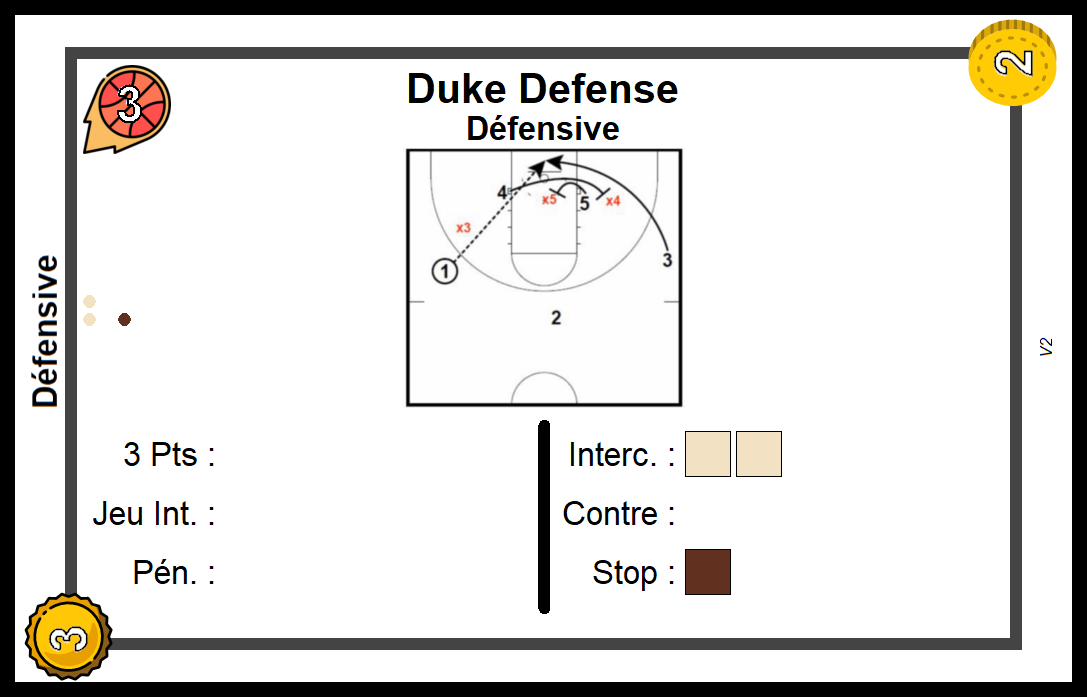 2
3
Duke Defense
Défensive
4
x5
5
x4
x3
1
3
2
Défensive
V2
3 Pts :
Interc. :
Jeu Int. :
Contre :
Pén. :
Stop :
3